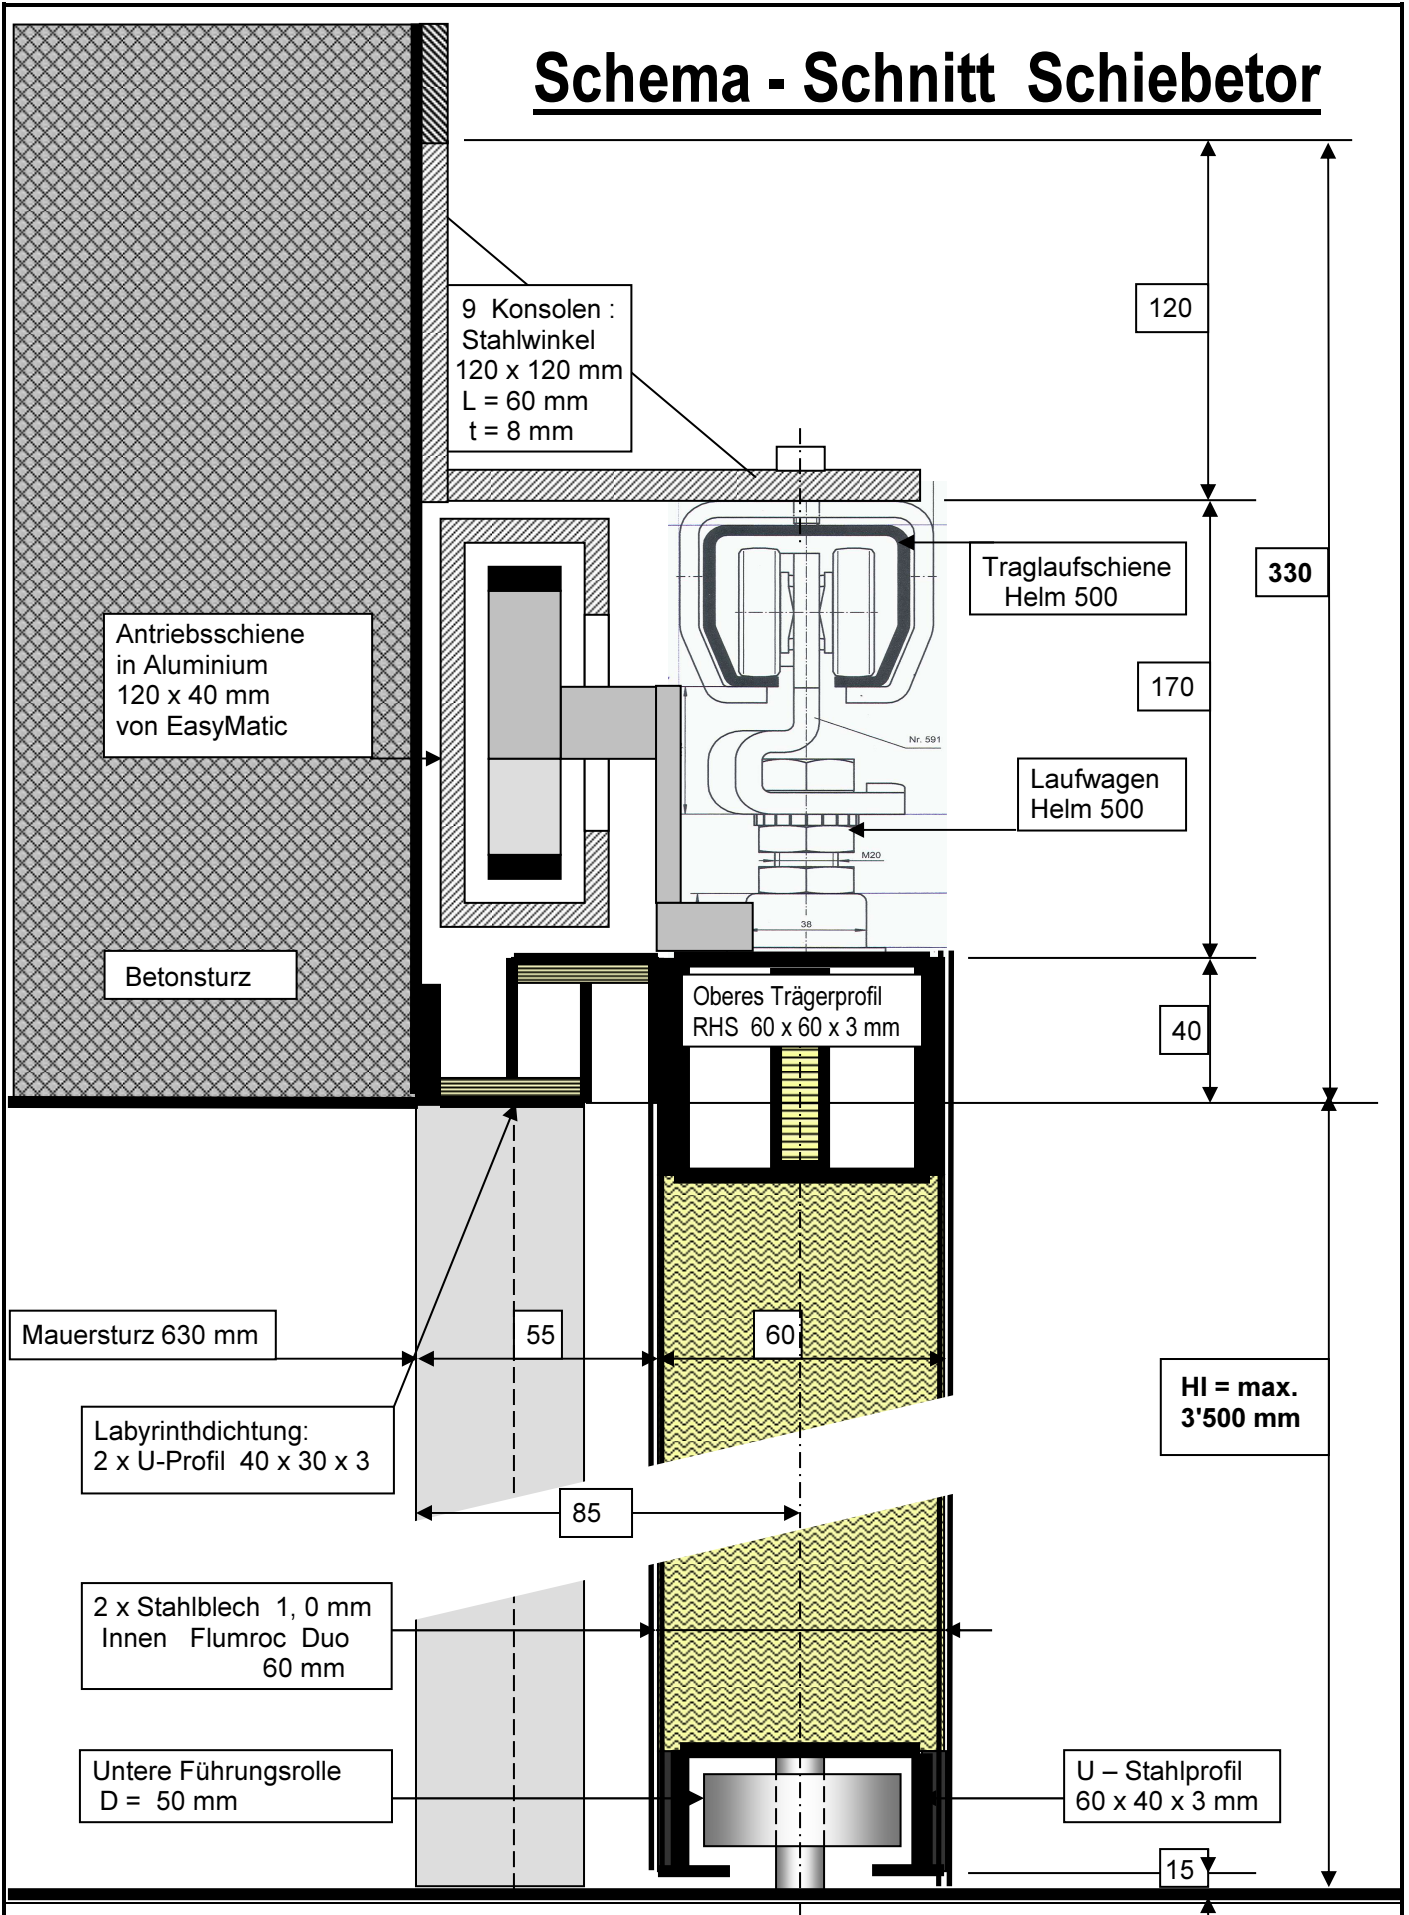 Schema - Schnitt Schiebetor
9 Konsolen :
Stahlwinkel
120 x 120 mm
L = 60 mm
t = 8 mm
120
Traglaufschiene
Helm 500
330
Antriebsschiene
in Aluminium
120 x 40 mm
von EasyMatic
170
Nr. 591
Laufwagen
Helm 500
M20
38
Betonsturz
Oberes Trägerprofil
RHS 60 x 60 x 3 mm
40
Mauersturz 630 mm
55
60
HI = max.
3'500 mm
Labyrinthdichtung:
2 x U-Profil 40 x 30 x 3
85
2 x Stahlblech 1, 0 mm
Innen Flumroc Duo
60 mm
Untere Führungsrolle
D = 50 mm
U – Stahlprofil
60 x 40 x 3 mm
15